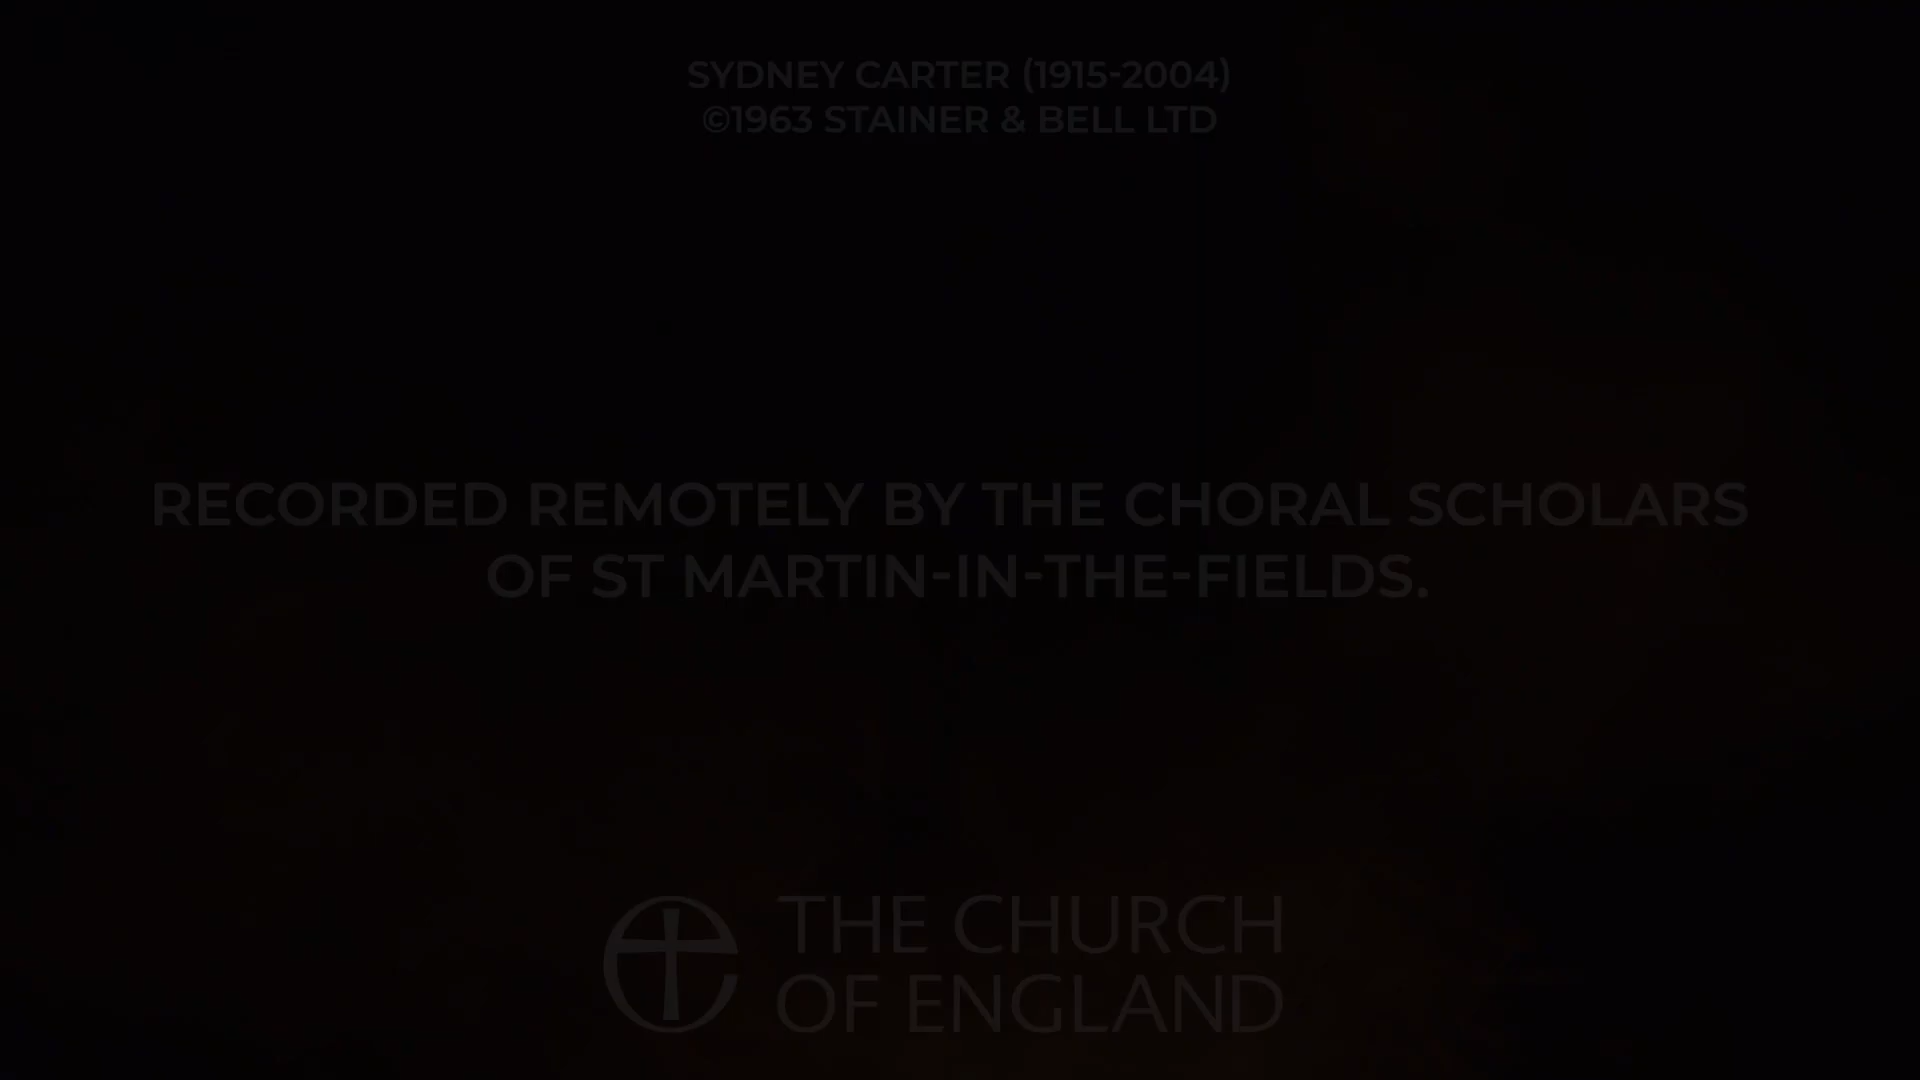 SYDNEY CARTER (1915-2004)
©1963 STAINER & BELL LTD
RECORDED REMOTELY BY THE CHORAL SCHOLARS
OF ST MARTIN-IN-THE-FIELDS.
THE CHURCH
OF ENGLAND